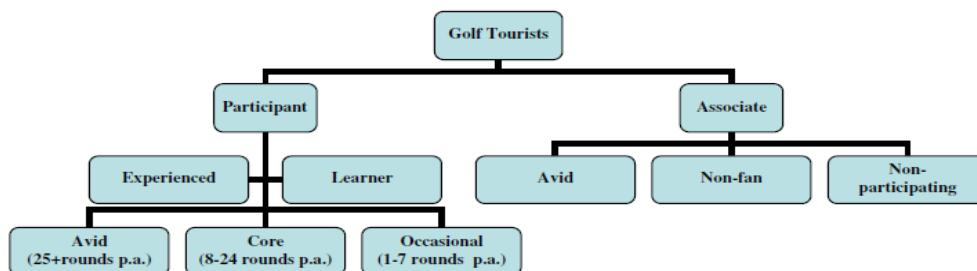 Golf Tourists
Participant
Associate
Experienced
Learner
Avid
Non-fan
Non-
participating
Avid
(25+rounds p.a.)
Core
(8-24 rounds p.a.)
Occasional
(1-7 rounds p.a.)